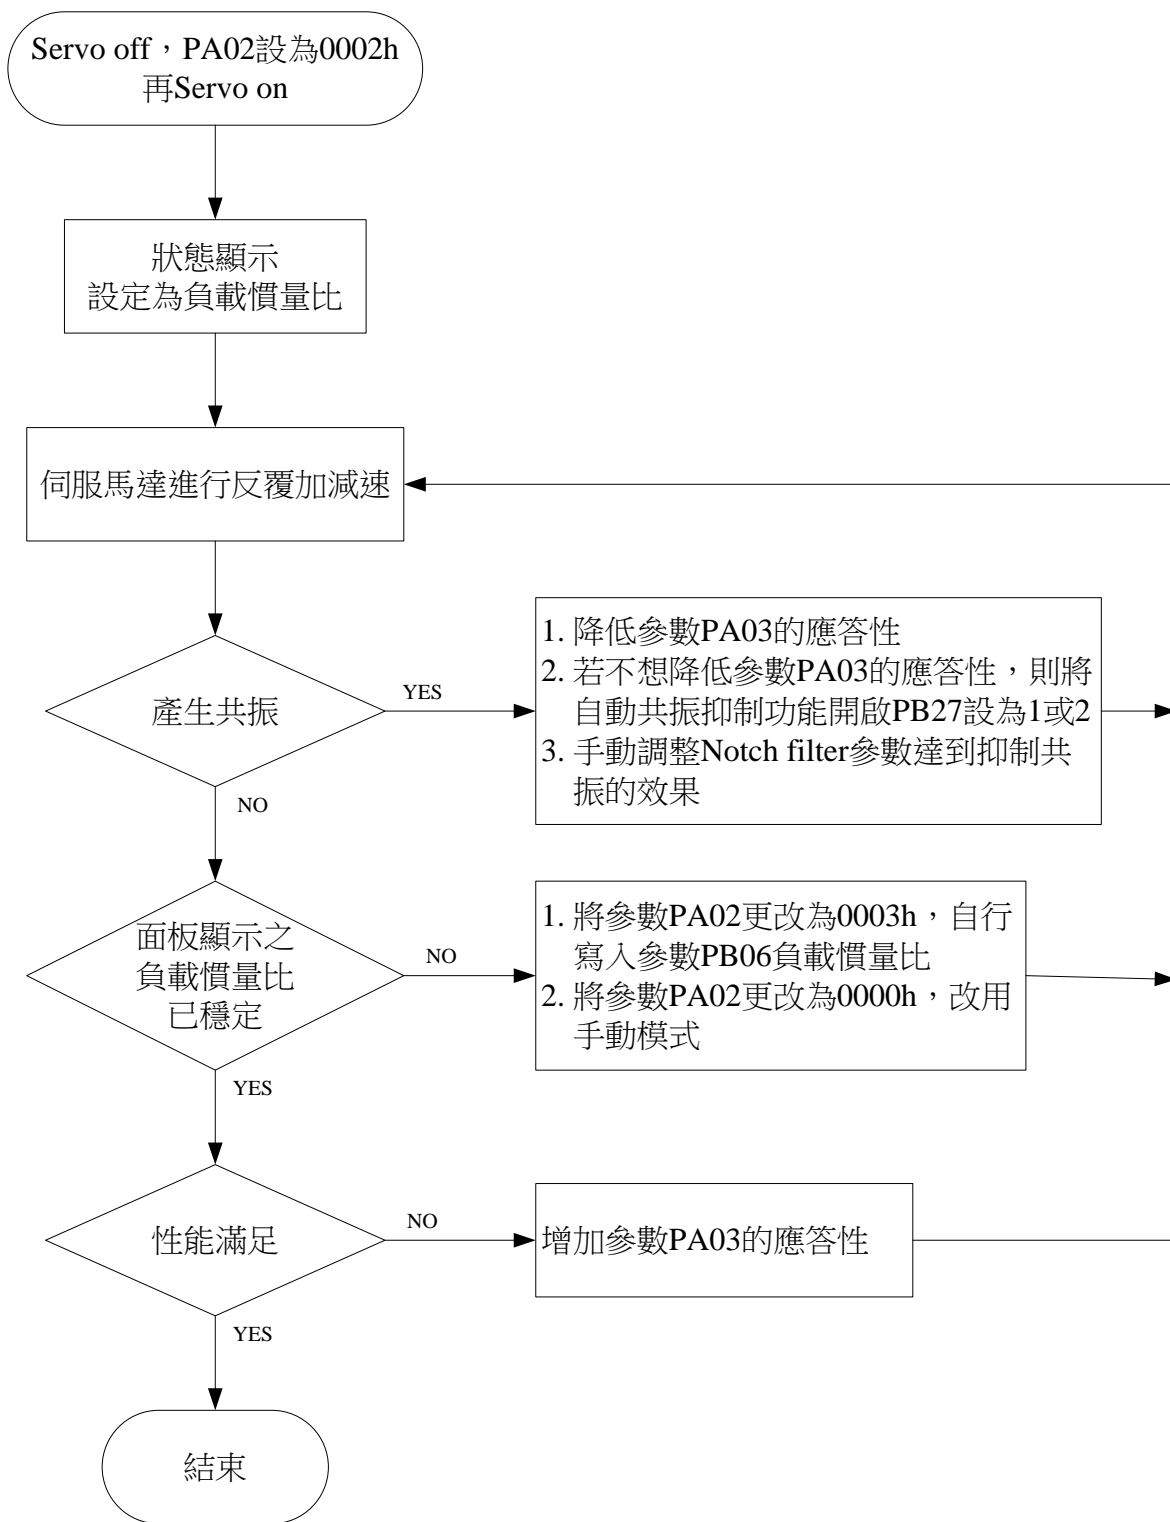 Servo off，PA02設為0002h
再Servo on
狀態顯示
設定為負載慣量比
伺服馬達進行反覆加減速
產生共振
YES
1. 降低參數PA03的應答性
2. 若不想降低參數PA03的應答性，則將
自動共振抑制功能開啟PB27設為1或2
3. 手動調整Notch filter參數達到抑制共
振的效果
NO
面板顯示之
負載慣量比
已穩定
NO
1. 將參數PA02更改為0003h，自行
寫入參數PB06負載慣量比
2. 將參數PA02更改為0000h，改用
手動模式
YES
性能滿足
NO
增加參數PA03的應答性
YES
結束